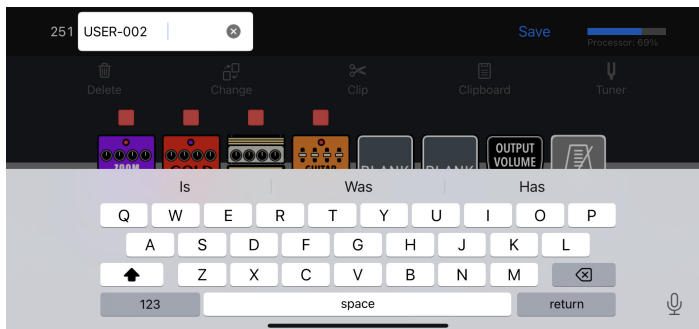 251 USER-002 Save
Processor: 69%
Delete Change Clip Clipboard Tuner
ZOOM GOLD GUITAR BLANK BLANK OUTPUT
VOLUME
Is Was Has
Q W E R T Y U I O P
A S D F G H J K L
Z X C V B N M
123 space return